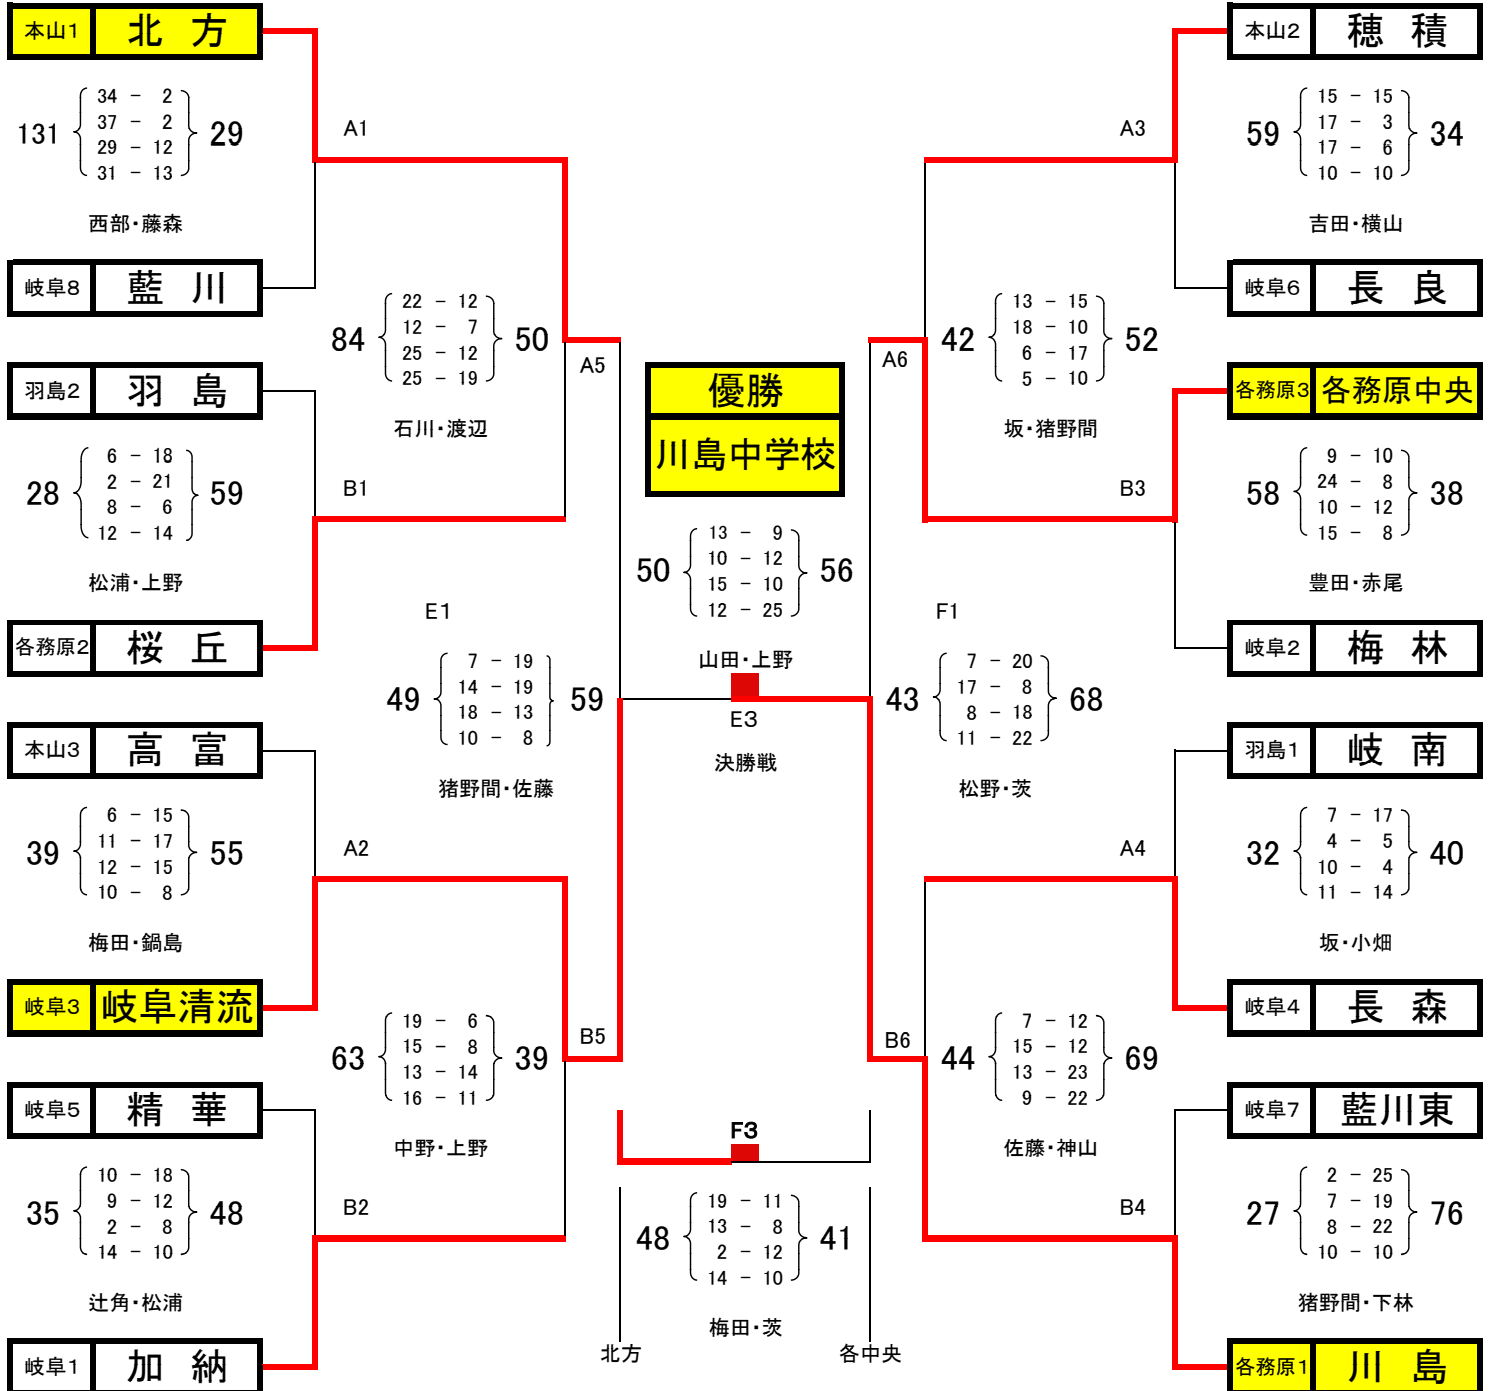 本山1 北 方
131 29
34 - 2
37 - 2
29 - 12
31 - 13
西部・藤森
A1
岐阜8 藍 川
84 50
22 - 12
12 - 7
25 - 12
25 - 19
石川・渡辺
A5
羽島2 羽 島
28 59
6 - 18
2 - 21
8 - 6
12 - 14
松浦・上野
B1
各務原2 桜 丘
E1
49 59
7 - 19
14 - 19
18 - 13
10 - 8
猪野間・佐藤
本山3 高 富
39 55
6 - 15
11 - 17
12 - 15
10 - 8
梅田・鍋島
A2
岐阜3 岐阜清流
63 39
19 - 6
15 - 8
13 - 14
16 - 11
中野・上野
B5
岐阜5 精 華
35 48
10 - 18
9 - 12
2 - 8
14 - 10
辻角・松浦
B2
岐阜1 加 納
優勝
川島中学校
50 56
13 - 9
10 - 12
15 - 10
12 - 25
山田・上野
E3
決勝戦
F3
48 41
19 - 11
13 - 8
2 - 12
14 - 10
梅田・茨
北方
各中央
本山2 穂 積
A3
59 34
15 - 15
17 - 3
17 - 6
10 - 10
吉田・横山
岐阜6 長 良
A6
42 52
13 - 15
18 - 10
6 - 17
5 - 10
坂・猪野間
各務原3 各務原中央
B3
58 38
9 - 10
24 - 8
10 - 12
15 - 8
豊田・赤尾
岐阜2 梅 林
F1
43 68
7 - 20
17 - 8
8 - 18
11 - 22
松野・茨
羽島1 岐 南
A4
32 40
7 - 17
4 - 5
10 - 4
11 - 14
坂・小畑
岐阜4 長 森
B6
44 69
7 - 12
15 - 12
13 - 23
9 - 22
佐藤・神山
岐阜7 藍川東
B4
27 76
2 - 25
7 - 19
8 - 22
10 - 10
猪野間・下林
各務原1 川 島